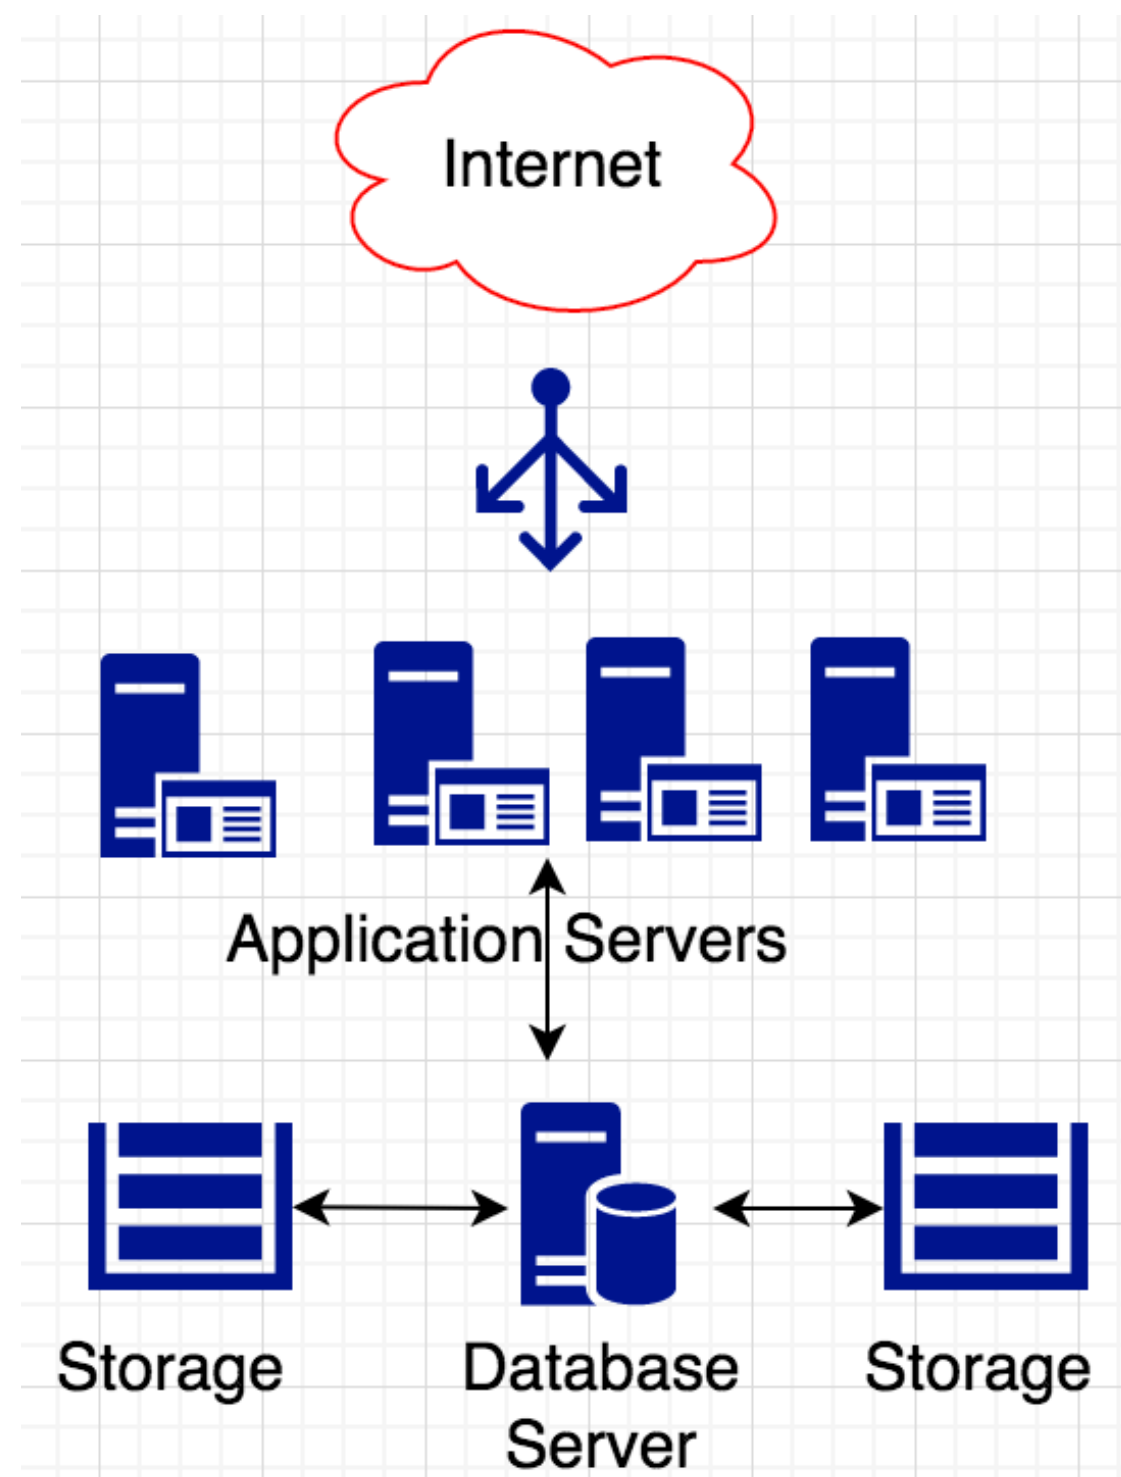 Internet
Application Servers
Storage
Database
Server
Storage